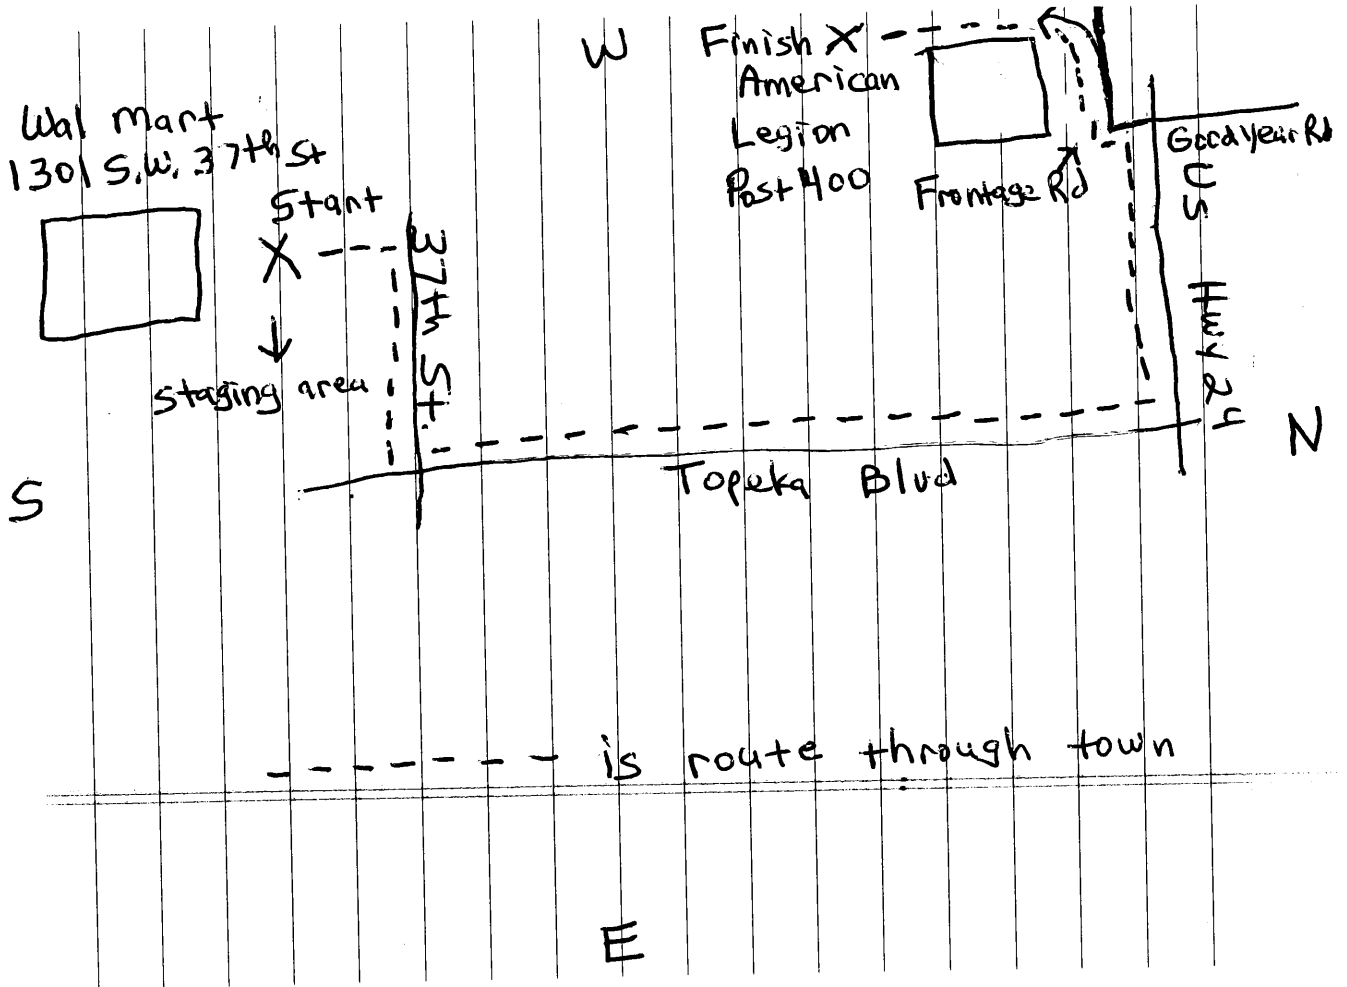 W
Finish X
American
Legion
Post 400
Wal mart
1301 S.W. 37th St
Start
X
staging area
37th St.
Frontage Rd
Goodyear Rd
US Hwy 24
N
S
Topeka Blvd
is route through town
E